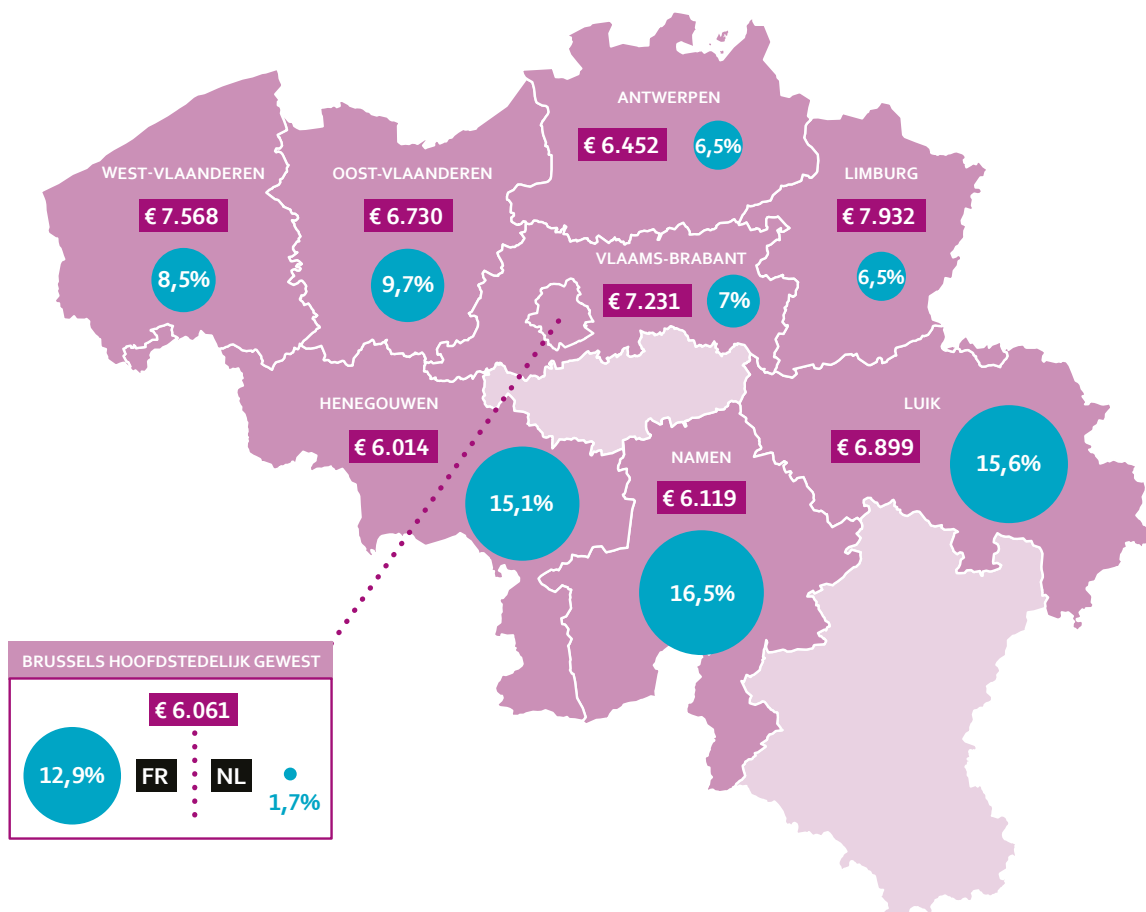 ANTWERPEN
€ 6.452
6,5%
WEST-VLAANDEREN
€ 7.568
8,5%
OOST-VLAANDEREN
€ 6.730
9,7%
LIMBURG
€ 7.932
6,5%
VLAAMS-BRABANT
€ 7.231
7%
HENEGOUWEN
€ 6.014
15,1%
NAMEN
€ 6.119
16,5%
LUIK
€ 6.899
15,6%
BRUSSELS HOOFDSTEDELIJK GEWEST
€ 6.061
12,9%
FR
NL
1,7%